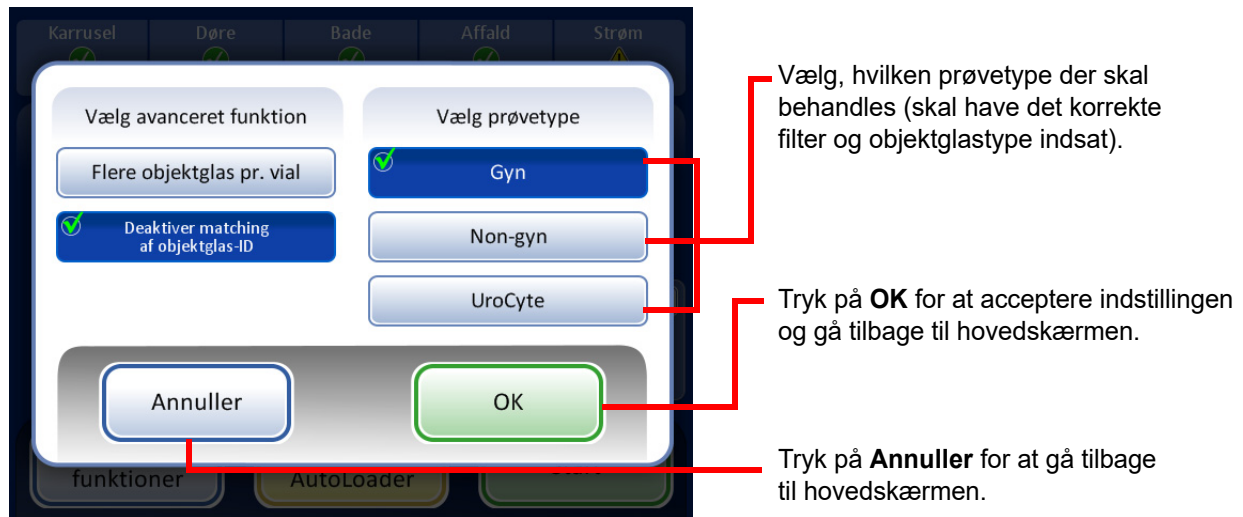 Karrusel Døre Bade Affald Strøm
Vælg avanceret funktion
Flere objektglas pr. vial
Deaktiver matching
af objektglas-ID
Vælg prøvetype
Gyn
Non-gyn
UroCyte
Annuller
OK
funktioner
AutoLoader
Vælg, hvilken prøvetype der skal
behandles (skal have det korrekte
filter og objektglastype indsat).
Tryk på OK for at acceptere indstillingen
og gå tilbage til hovedskærmen.
Tryk på Annuller for at gå tilbage
til hovedskærmen.